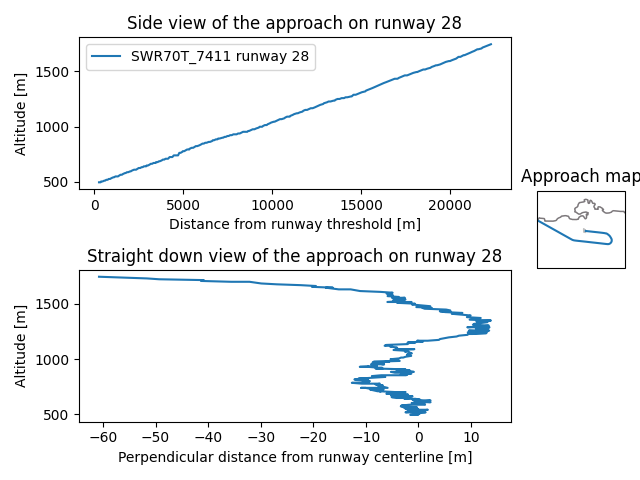 Side view of the approach on runway 28
SWR70T_7411 runway 28
Altitude [m]
1500
1000
500
0
5000
10000
15000
20000
Distance from runway threshold [m]
Approach map
Straight down view of the approach on runway 28
Altitude [m]
1500
1000
500
−60
−50
−40
−30
−20
−10
0
10
Perpendicular distance from runway centerline [m]